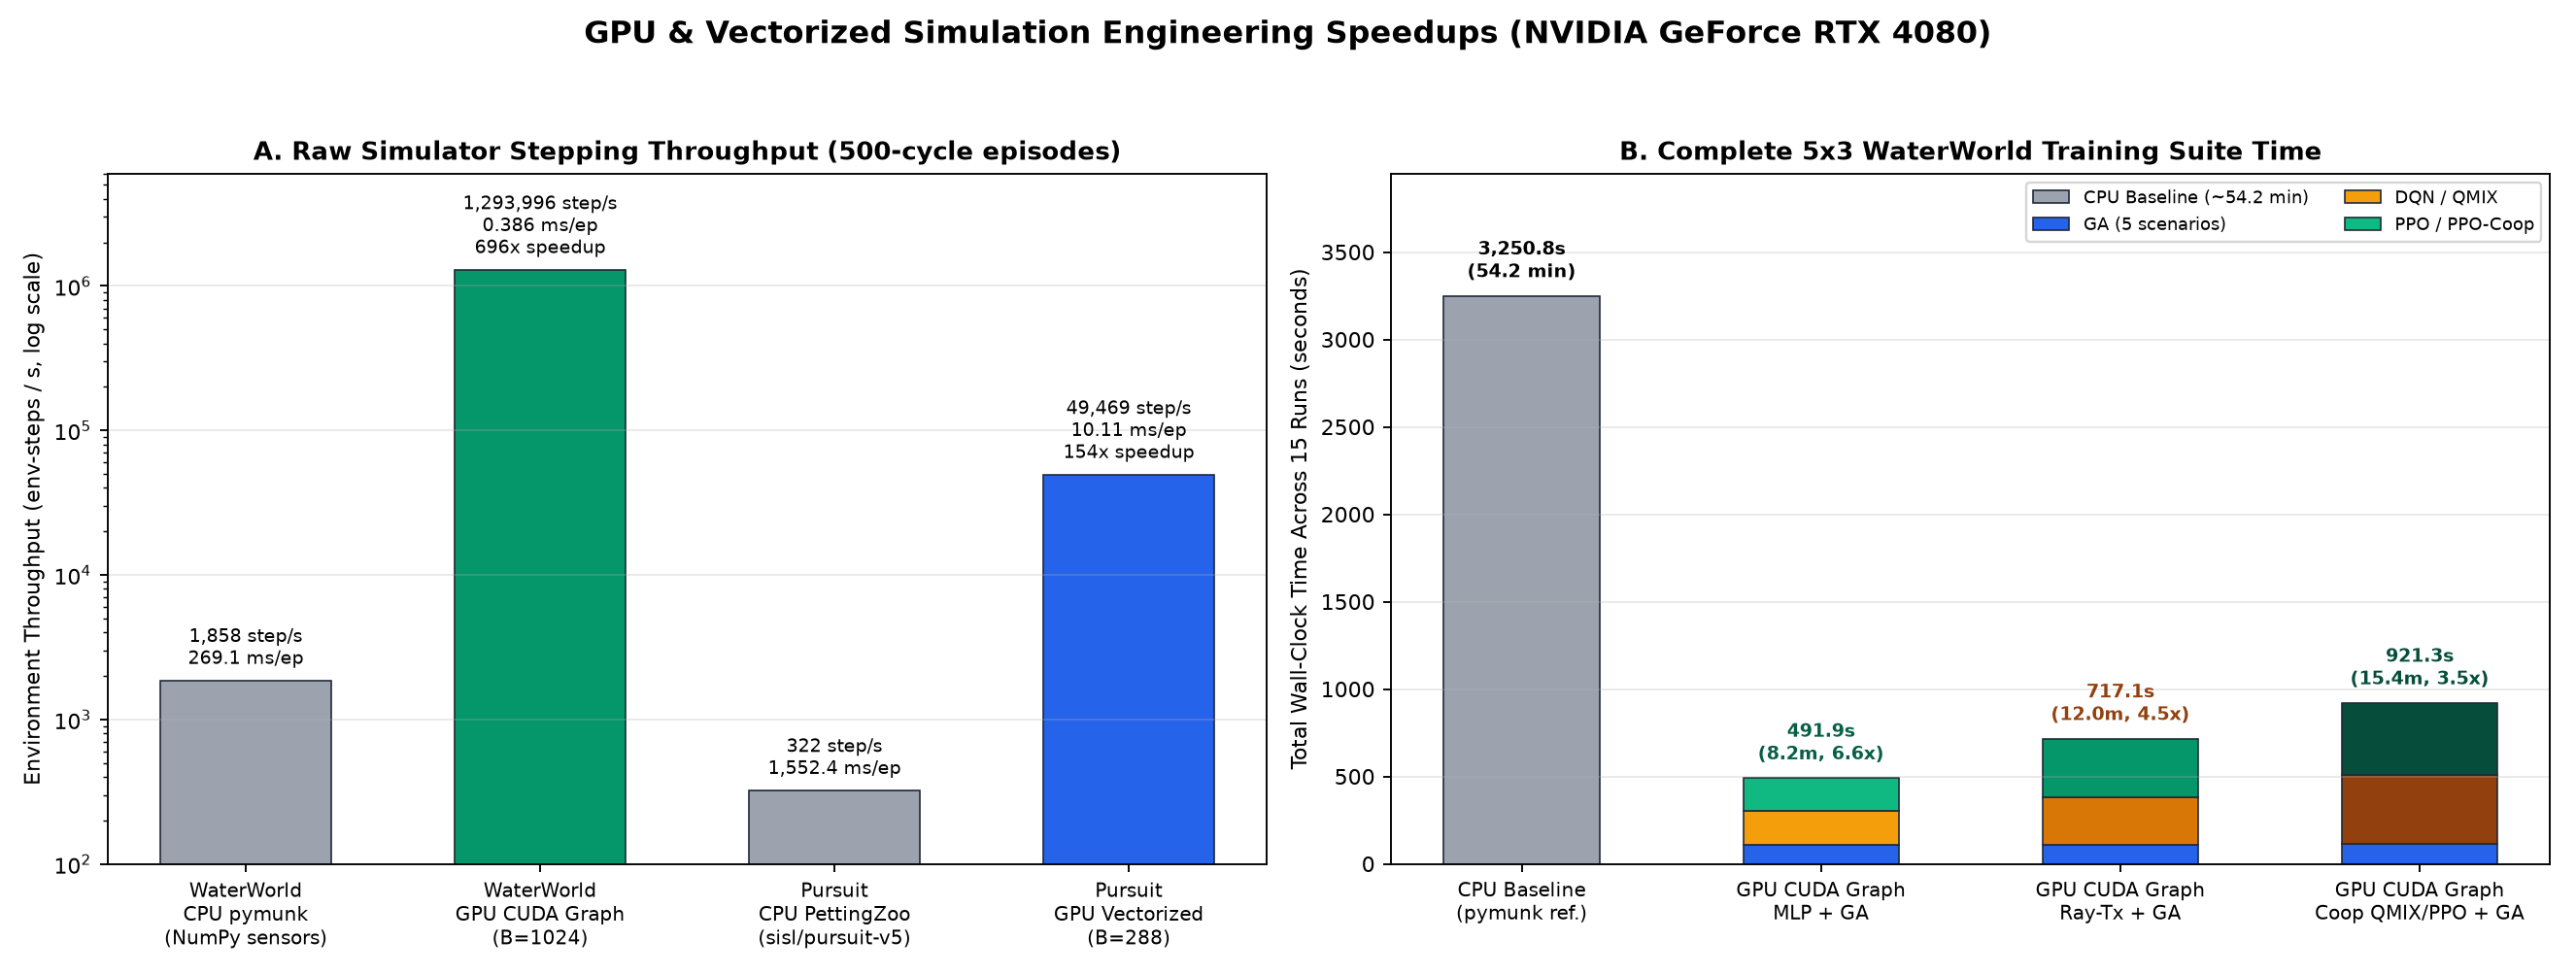 GPU & Vectorized Simulation Engineering Speedups (NVIDIA GeForce RTX 4080)
A. Raw Simulator Stepping Throughput (500-cycle episodes)
Environment Throughput (env-steps / s, log scale)
10⁶
10⁵
10⁴
10³
10²
1,858 step/s
269.1 ms/ep
1,293,996 step/s
0.386 ms/ep
696x speedup
322 step/s
1,552.4 ms/ep
49,469 step/s
10.11 ms/ep
154x speedup
WaterWorld
CPU pymunk
(NumPy sensors)
WaterWorld
GPU CUDA Graph
(B=1024)
Pursuit
CPU PettingZoo
(sisl/pursuit-v5)
Pursuit
GPU Vectorized
(B=288)
B. Complete 5x3 WaterWorld Training Suite Time
Total Wall-Clock Time Across 15 Runs (seconds)
3500
3000
2500
2000
1500
1000
500
0
CPU Baseline (~54.2 min)
GA (5 scenarios)
DQN / QMIX
PPO / PPO-Coop
3,250.8s
(54.2 min)
491.9s
(8.2m, 6.6x)
717.1s
(12.0m, 4.5x)
921.3s
(15.4m, 3.5x)
CPU Baseline
(pymunk ref.)
GPU CUDA Graph
MLP + GA
GPU CUDA Graph
Ray-Tx + GA
GPU CUDA Graph
Coop QMIX/PPO + GA